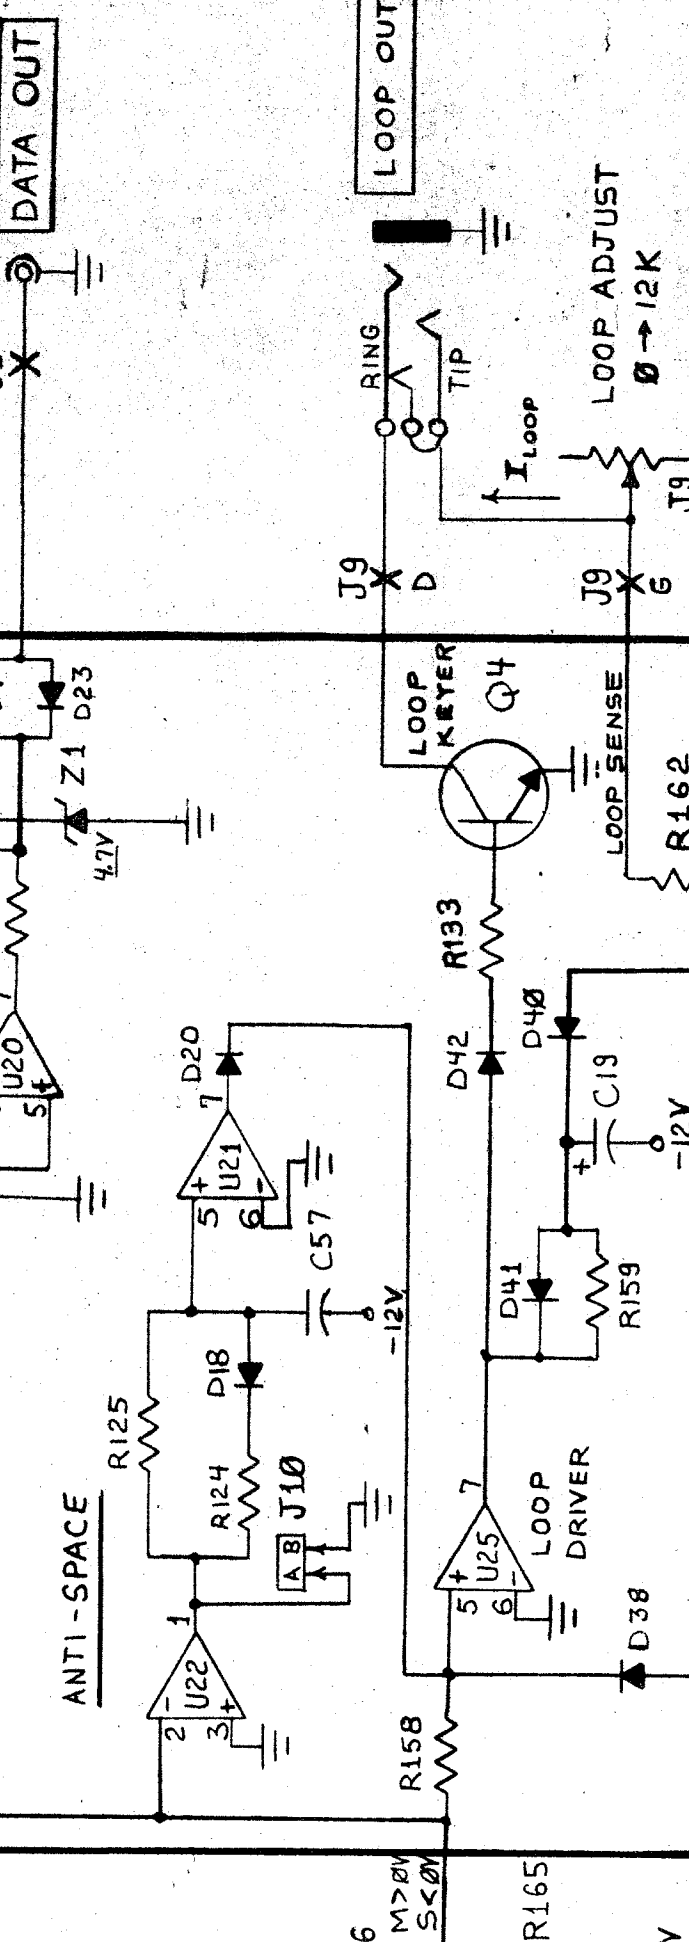 DATA OUT
LOOP OUT
LOOP ADJUST
Ø→12K
RING
TIP
I LOOP
J9
J9
D
J9
G
D23
Z1
4.7V
LOOP
KEYER
Q4
LOOP SENSE
R162
R133
U20
5
+
D20
7
U21
+
-
5
6
C57
-12V
D42
D4Ø
C19
+
-12V
D41
R159
D18
R125
R124
J1Ø
A B
ANTI-SPACE
1
U22
-
+
2
3
7
U25
+
-
5
6
LOOP
DRIVER
D38
R158
M>ØV
S<ØV
R165
6
V